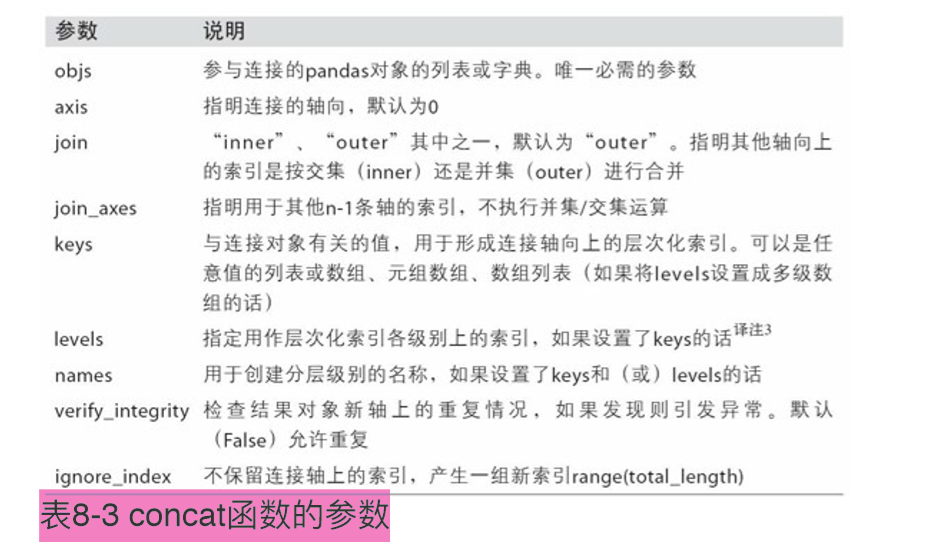 参数 说明
objs 参与连接的pandas对象的列表或字典。唯一必需的参数
axis 指明连接的轴向，默认为0
join “inner”、“outer”其中之一，默认为“outer”。指明其他轴向上
的索引是按交集（inner）还是并集（outer）进行合并
join_axes 指明用于其他n-1条轴的索引，不执行并集/交集运算
keys 与连接对象有关的值，用于形成连接轴向上的层次化索引。可以是任
意值的列表或数组、元组数组、数组列表（如果将levels设置成多级数
组的话）
levels 指定用作层次化索引各级别上的索引，如果设置了keys的话译注3
names 用于创建分层级别的名称，如果设置了keys和（或）levels的话
verify_integrity 检查结果对象新轴上的重复情况，如果发现则引发异常。默认
（False）允许重复
ignore_index 不保留连接轴上的索引，产生一组新索引range(total_length)
表8-3 concat函数的参数